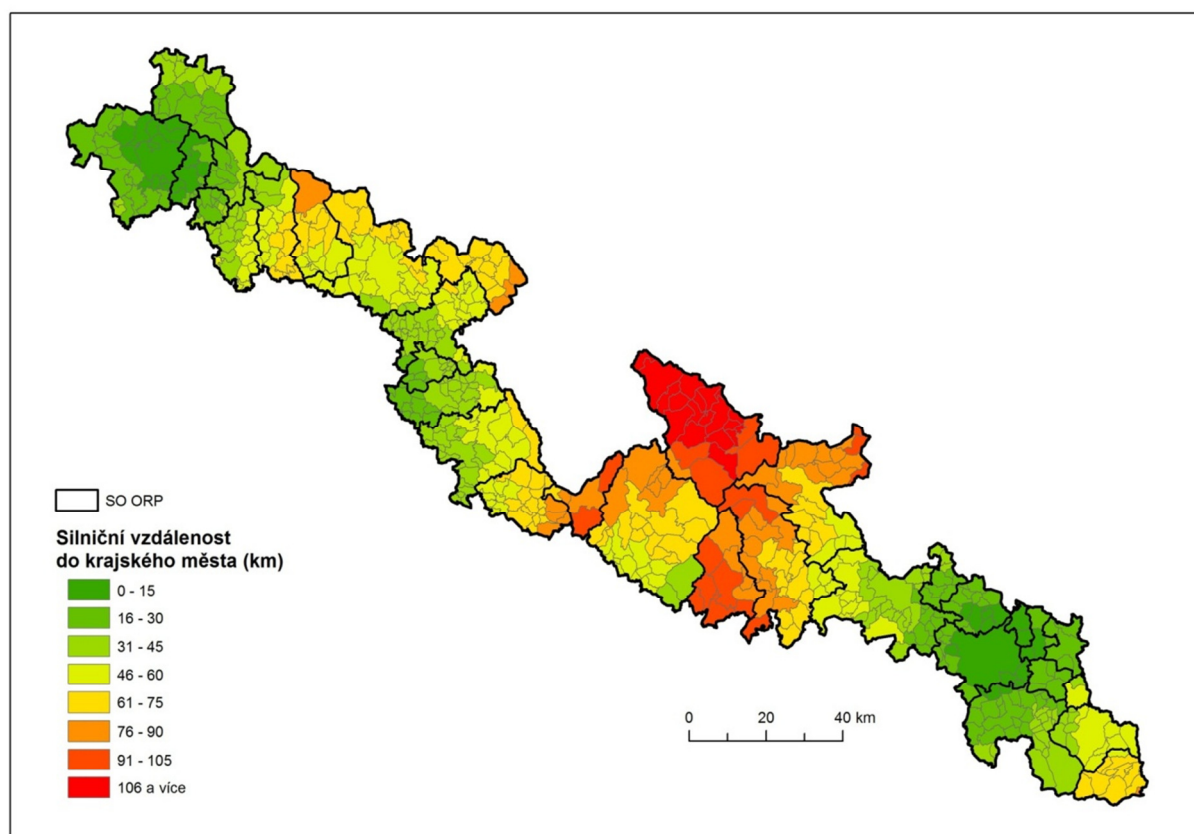 SO ORP
Silniční vzdálenost
do krajského města (km)
0 - 15
16 - 30
31 - 45
46 - 60
61 - 75
76 - 90
91 - 105
106 a více
0 20 40 km